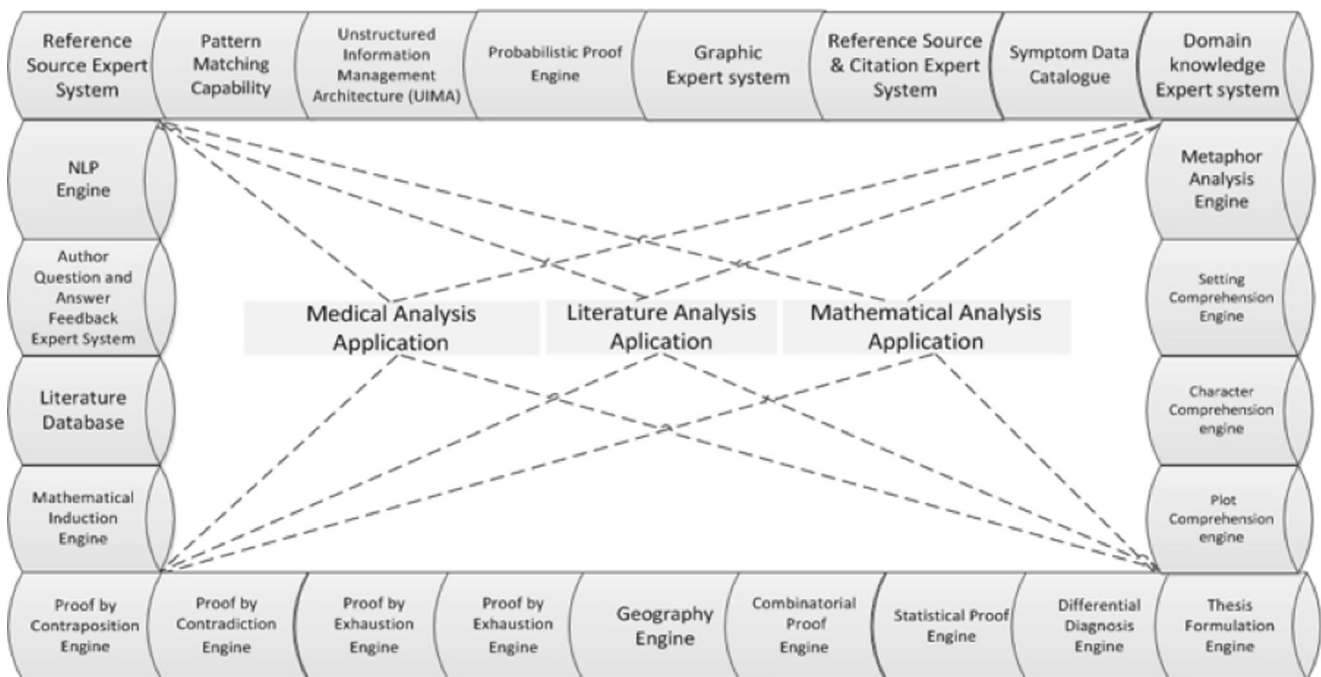 Reference
Source Expert
System
Pattern
Matching
Capability
Unstructured
Information
Management
Architecture (UIMA)
Probabilistic Proof
Engine
Graphic
Expert system
Reference Source
& Citation Expert
System
Symptom Data
Catalogue
Domain
knowledge
Expert system
NLP
Engine
Metaphor
Analysis
Engine
Author
Question and
Answer
Feedback
Expert System
Setting
Comprehension
Engine
Medical Analysis
Application
Literature Analysis
Aplication
Mathematical Analysis
Application
Literature
Database
Character
Comprehension
engine
Mathematical
Induction
Engine
Plot
Comprehension
engine
Proof by
Contraposition
Engine
Proof by
Contradiction
Engine
Proof by
Exhaustion
Engine
Proof by
Exhaustion
Engine
Geography
Engine
Combinatorial
Proof
Engine
Statistical Proof
Engine
Differential
Diagnosis
Engine
Thesis
Formulation
Engine